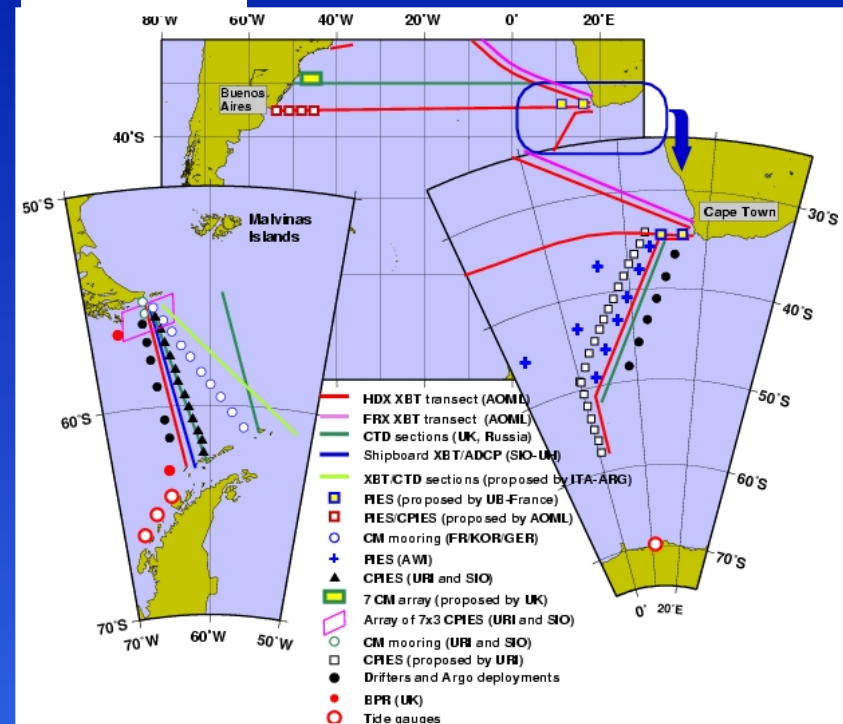 80°W 60°W 40°W 20°W 0° 20°E
Buenos
Aires
40°S
50°S
Malvinas
Islands
Cape Town
30°S
40°S
50°S
60°S
60°S
70°S
0° 20°E
40°W 20°W
70°S
70°W 60°W 50°W
HDX XBT transect (AOML)
FRX XBT transect (AOML)
CTD sections (UK, Russia)
Shipboard XBT/ADCP (SIO-UH)
XBT/CTD sections (proposed by ITA-ARG)
PIES (proposed by UB-France)
PIES/CPIES (proposed by AOML)
CM mooring (FR/KOR/GER)
PIES (AWI)
CPIES (URI and SIO)
7 CM array (proposed by UK)
Array of 7x3 CPIES (URI and SIO)
CM mooring (URI and SIO)
CPIES (proposed by URI)
Drifters and Argo deployments
BPR (UK)
Tide gauges